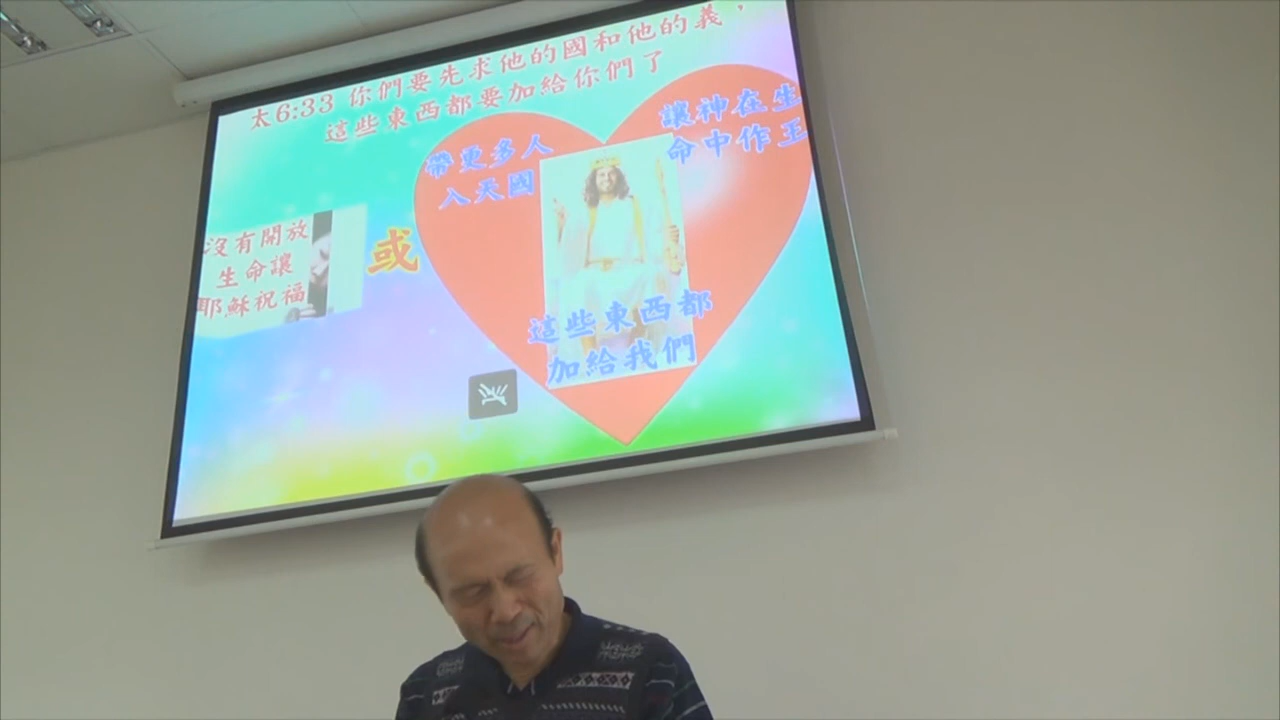 太6:33 你們要先求他的國和他的義，
這些東西都要加給你們了
帶更多人
入天國
讓神在生
命中作王
沒有開放
生命讓
耶穌祝福
或
這些東西都
加給我們